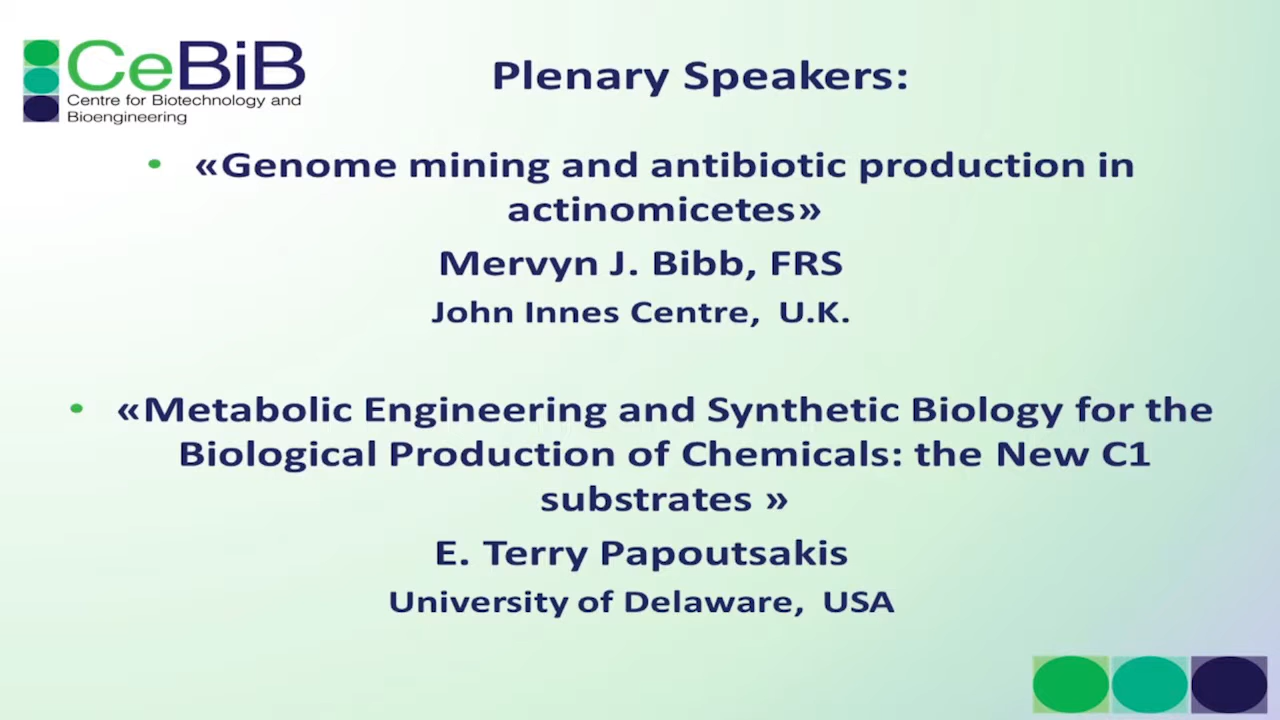 CeBiB
Centre for Biotechnology and
Bioengineering
Plenary Speakers:
• «Genome mining and antibiotic production in
actinomicetes»
Mervyn J. Bibb, FRS
John Innes Centre, U.K.
• «Metabolic Engineering and Synthetic Biology for the
Biological Production of Chemicals: the New C1
substrates »
E. Terry Papoutsakis
University of Delaware, USA